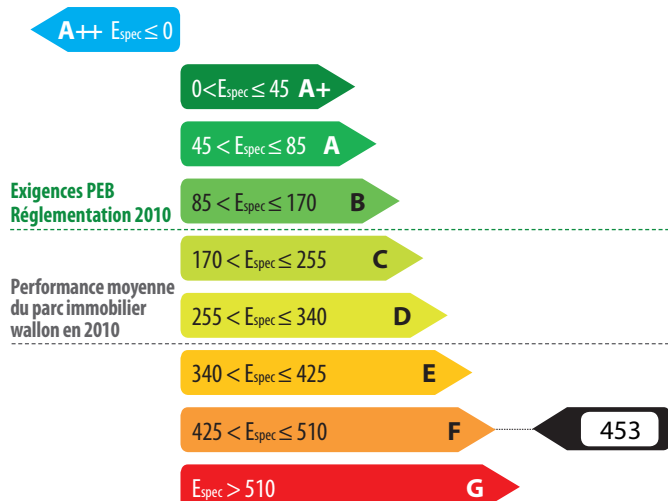 A++ Espec ≤ 0
0 < Espec ≤ 45 A+
45 < Espec ≤ 85 A
Exigences PEB
Réglementation 2010
85 < Espec ≤ 170 B
170 < Espec ≤ 255 C
Performance moyenne
du parc immobilier
wallon en 2010
255 < Espec ≤ 340 D
340 < Espec ≤ 425 E
425 < Espec ≤ 510 F 453
Espec > 510 G